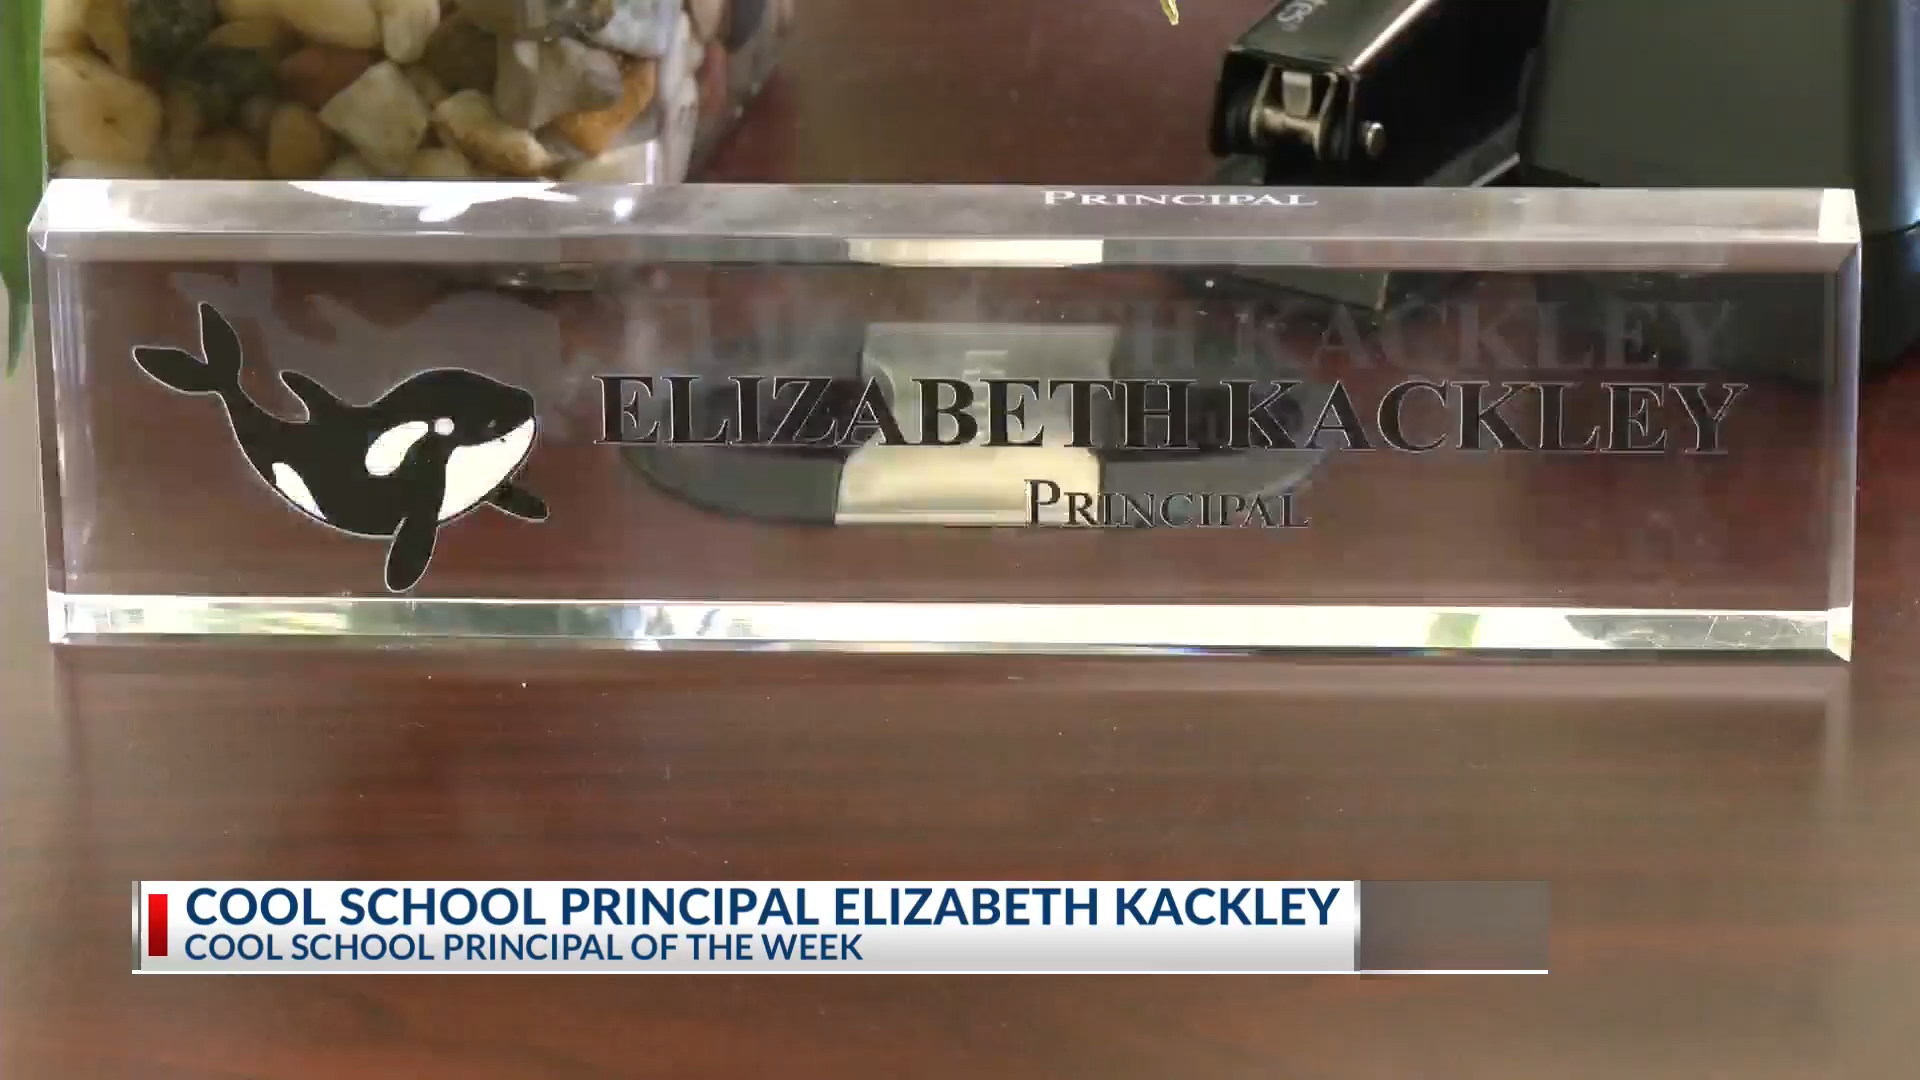 PRINCIPAL
ELIZABETH KACKLEY
PRINCIPAL
COOL SCHOOL PRINCIPAL ELIZABETH KACKLEY
COOL SCHOOL PRINCIPAL OF THE WEEK